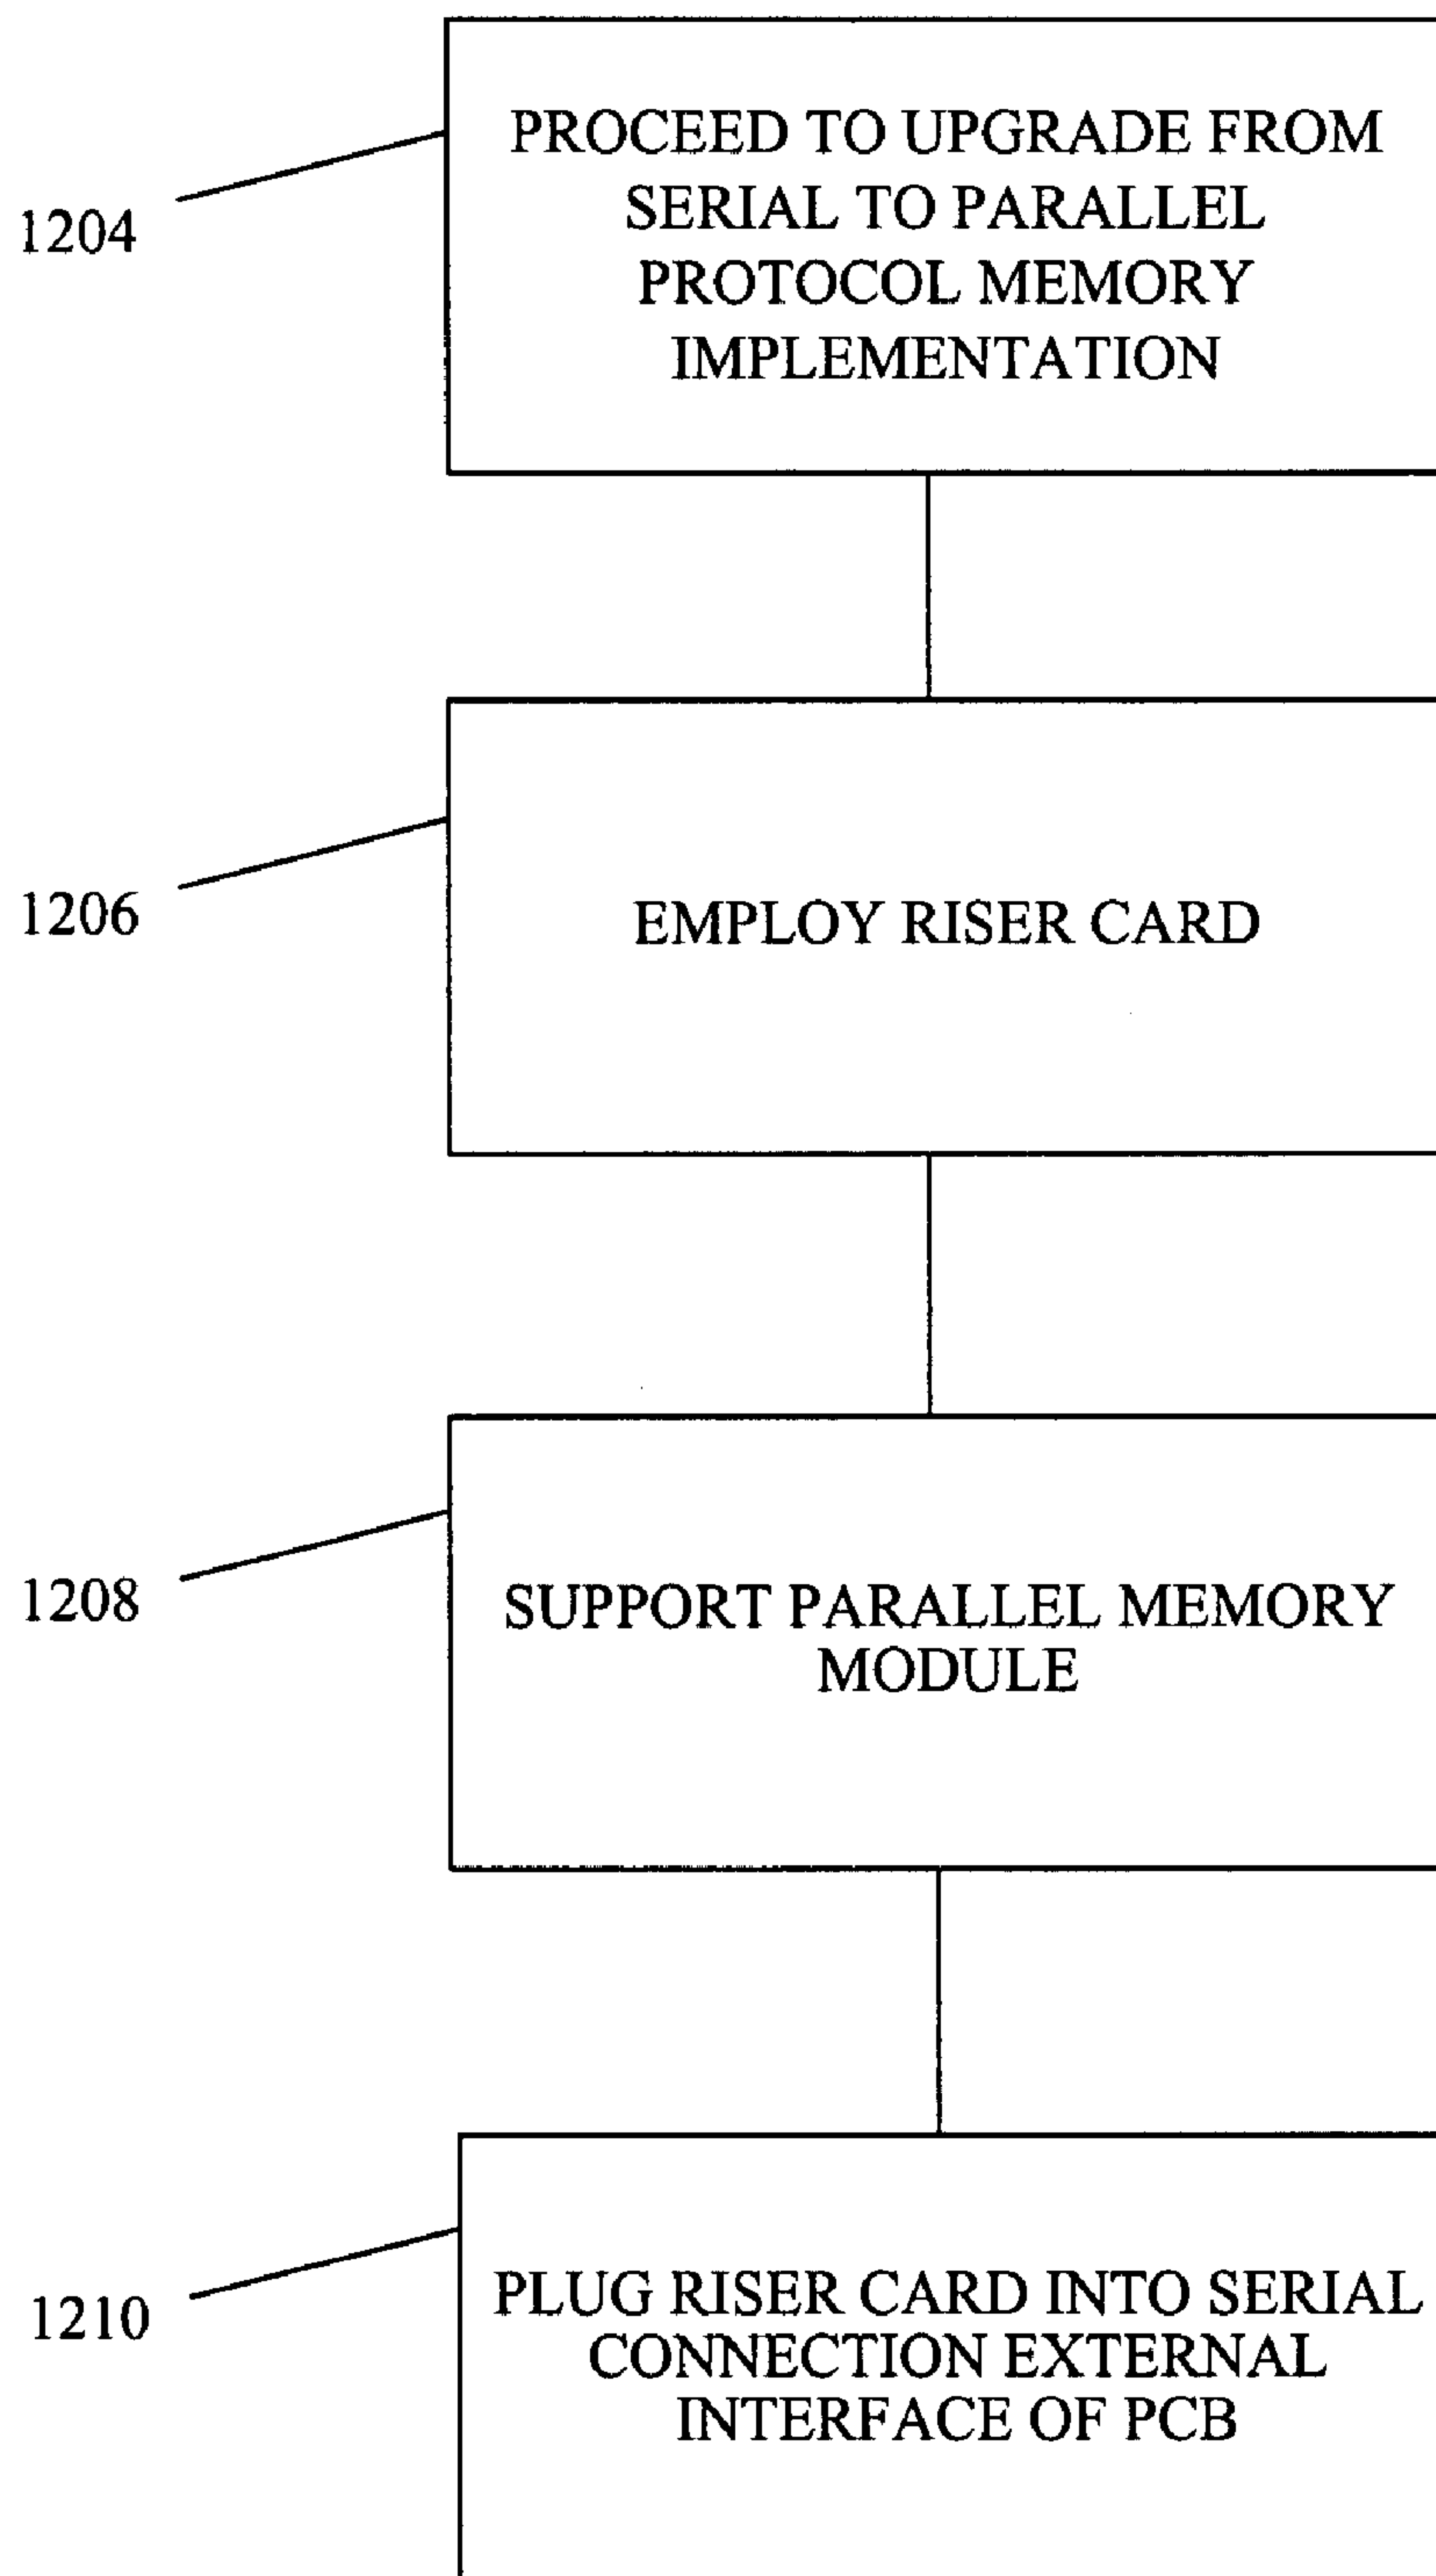 PROCEED TO UPGRADE FROM
SERIAL TO PARALLEL
PROTOCOL MEMORY
IMPLEMENTATION
1204
EMPLOY RISER CARD
1206
SUPPORT PARALLEL MEMORY
MODULE
1208
PLUG RISER CARD INTO SERIAL
CONNECTION EXTERNAL
INTERFACE OF PCB
1210